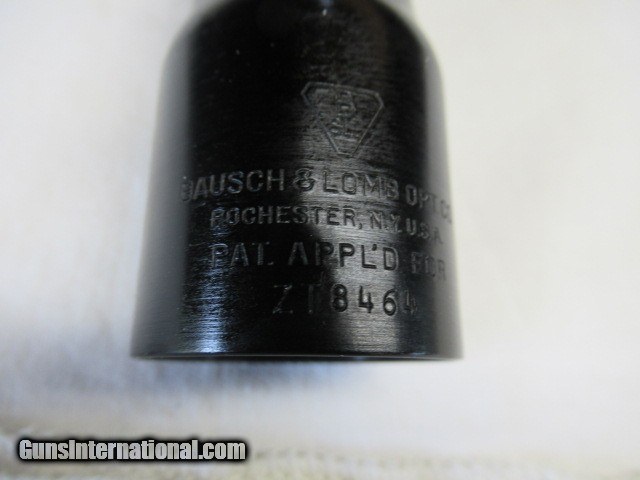 BAUSCH & LOMB OPT. CO.
ROCHESTER, N.Y. U.S.A.
PAT. APPL'D FOR
GunsInternational.com